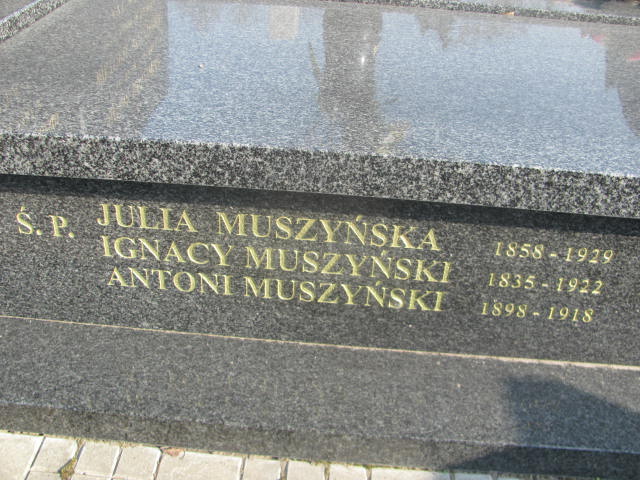 Ś. P. JULIA MUSZYŃSKA 1858 - 1929
IGNACY MUSZYŃSKI 1835 - 1922
ANTONI MUSZYŃSKI 1898 - 1918